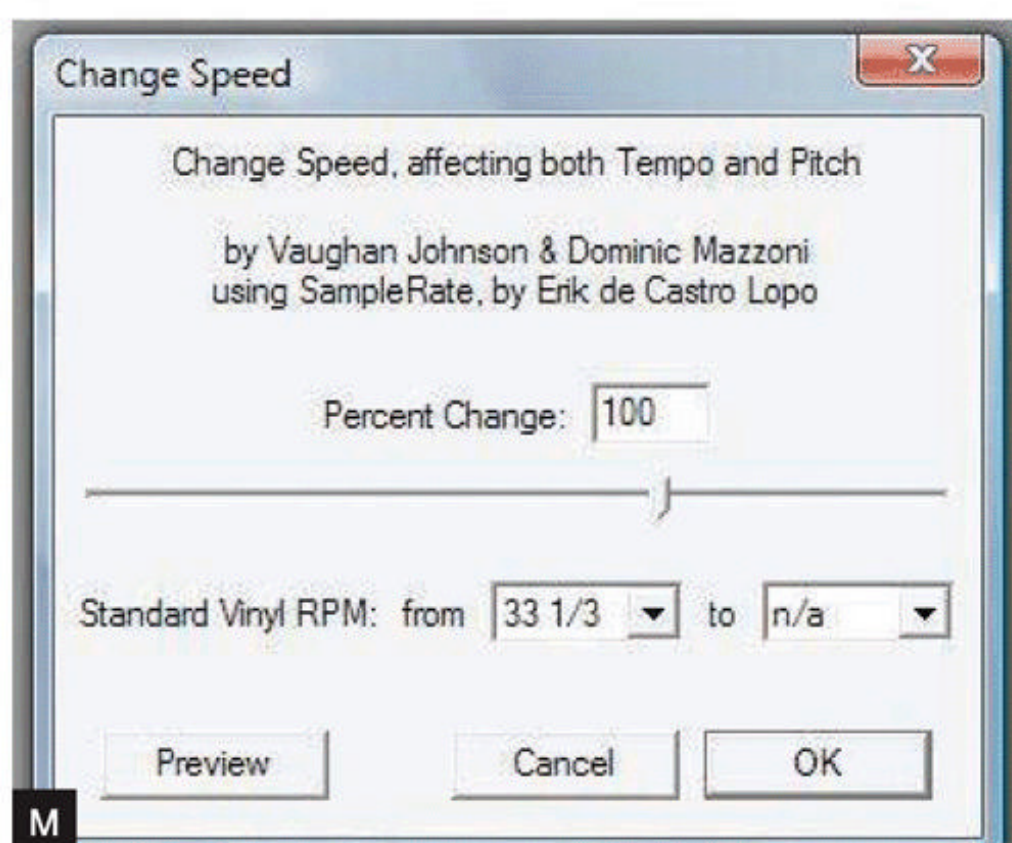 Change Speed
X
Change Speed, affecting both Tempo and Pitch
by Vaughan Johnson & Dominic Mazzoni
using SampleRate, by Erik de Castro Lopo
Percent Change: 100
Standard Vinyl RPM: from 33 1/3 to n/a
Preview Cancel OK
M